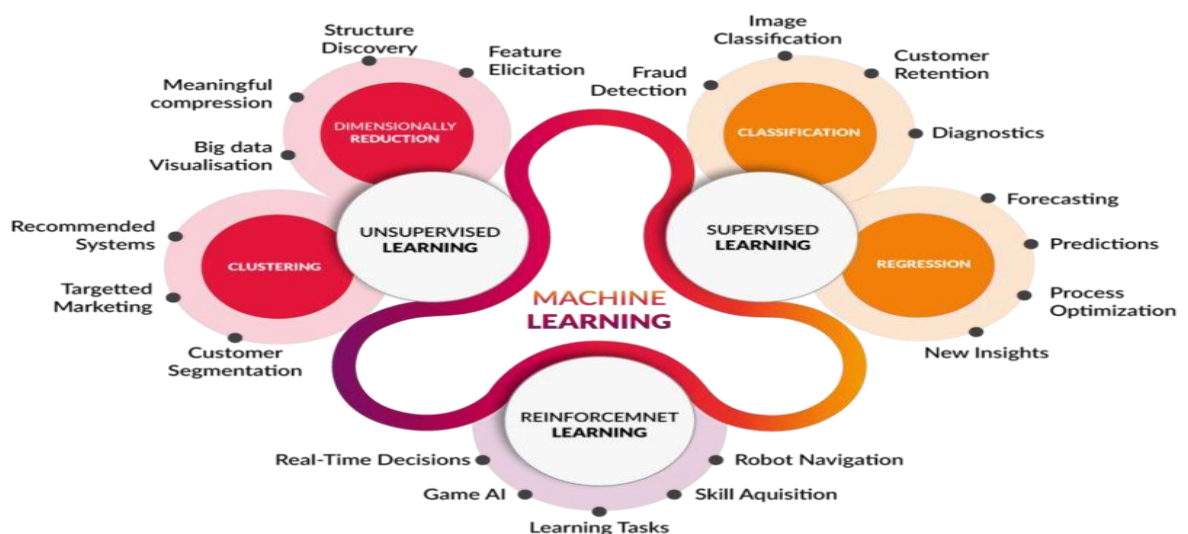 Structure
Discovery
Feature
Elicitation
Meaningful
compression
Big data
Visualisation
DIMENSIONALLY
REDUCTION
UNSUPERVISED
LEARNING
Recommended
Systems
CLUSTERING
Targetted
Marketing
Customer
Segmentation
Image
Classification
Fraud
Detection
Customer
Retention
CLASSIFICATION
Diagnostics
SUPERVISED
LEARNING
Forecasting
Predictions
REGRESSION
Process
Optimization
New Insights
MACHINE
LEARNING
REINFORCEMNET
LEARNING
Real-Time Decisions
Game AI
Learning Tasks
Skill Aquisition
Robot Navigation